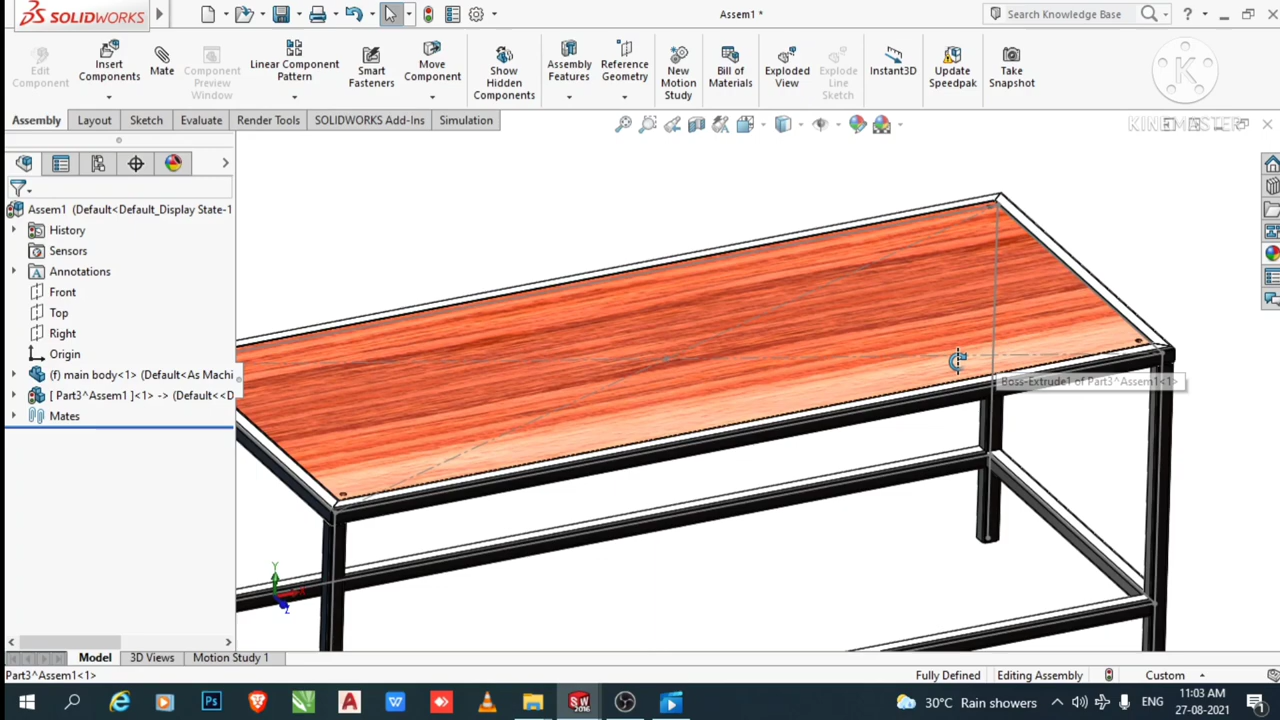 SOLIDWORKS
Assem1 *
Search Knowledge Base
?
Edit Component
Insert Components
Mate
Component Preview Window
Linear Component Pattern
Smart Fasteners
Move Component
Show Hidden Components
Assembly Features
Reference Geometry
New Motion Study
Bill of Materials
Exploded View
Explode Line Sketch
Instant3D
Update Speedpak
Take Snapshot
K
KINEMASTER
Assembly
Layout
Sketch
Evaluate
Render Tools
SOLIDWORKS Add-Ins
Simulation
Assem1 (Default<Default_Display State-1
History
Sensors
Annotations
Front
Top
Right
Origin
(f) main body<1> (Default<As Machi
[ Part3^Assem1 ]<1> -> (Default<<D
Mates
Boss-Extrude1 of Part3^Assem1<1>
Y
X
Z
Model
3D Views
Motion Study 1
Part3^Assem1<1>
Fully Defined
Editing Assembly
Custom
Ps
A
W
SW
2016
30°C Rain showers
ENG
11:03 AM
27-08-2021
1